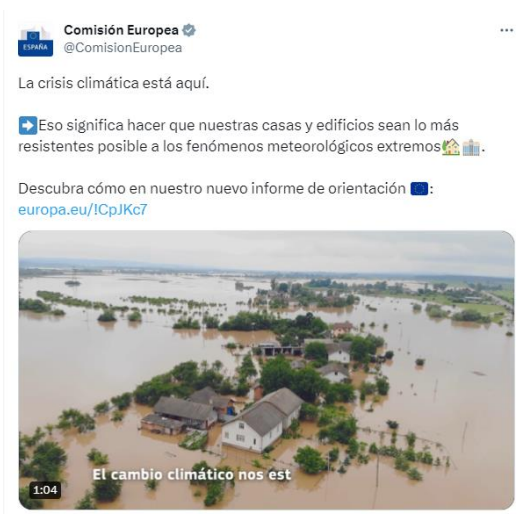 Comisión Europea
ESPAÑA
@ComisionEuropea
La crisis climática está aquí.
➡️Eso significa hacer que nuestras casas y edificios sean lo más
resistentes posible a los fenómenos meteorológicos extremos🏡🏨.
Descubra cómo en nuestro nuevo informe de orientación 🇪🇺:
europa.eu/!CpJKc7
El cambio climático nos est
1:04